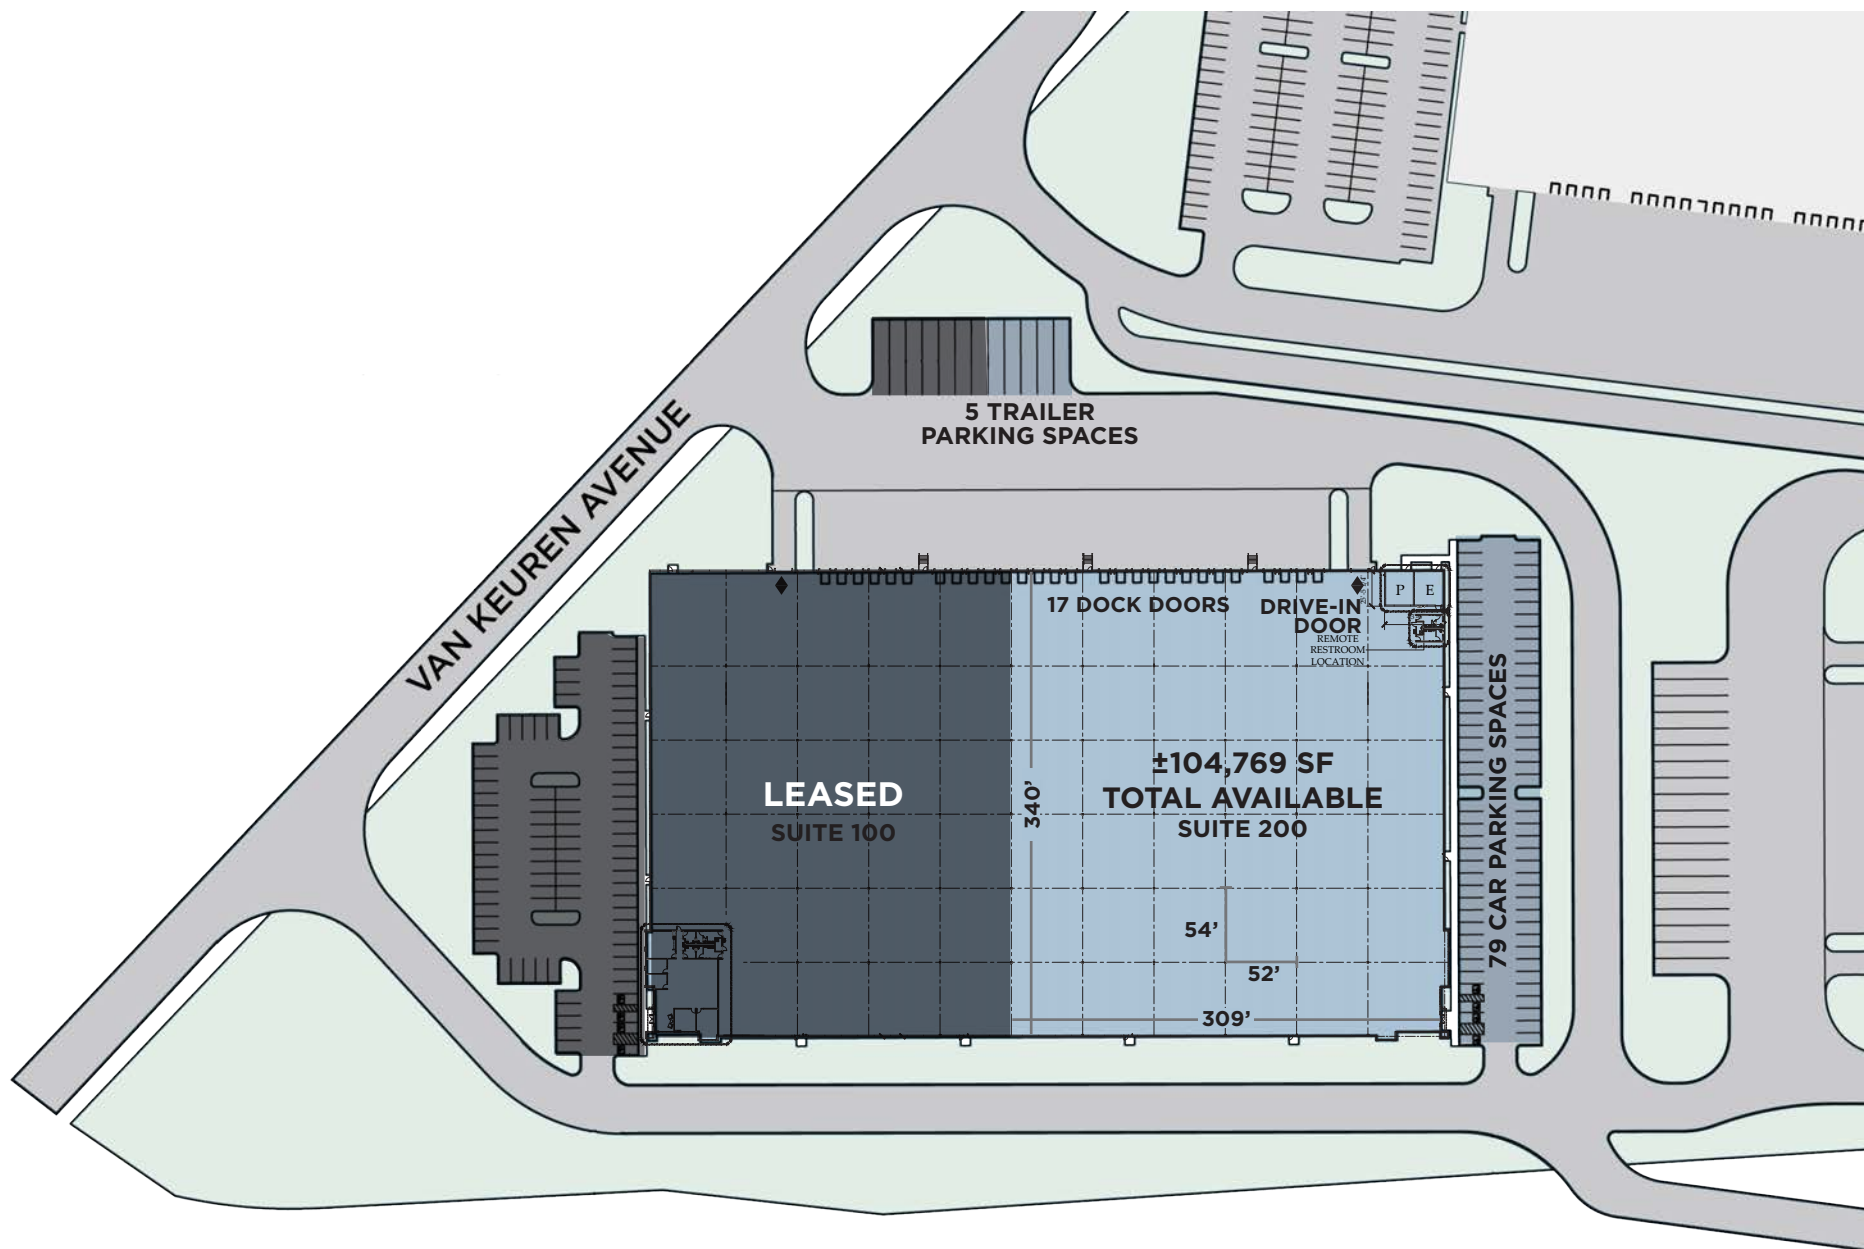 5 TRAILER
PARKING SPACES
VAN KEUREN AVENUE
17 DOCK DOORS
DRIVE-IN
DOOR
P E
REMOTE
RESTROOM
LOCATION
LEASED
SUITE 100
340'
±104,769 SF
TOTAL AVAILABLE
SUITE 200
79 CAR PARKING SPACES
54'
52'
309'